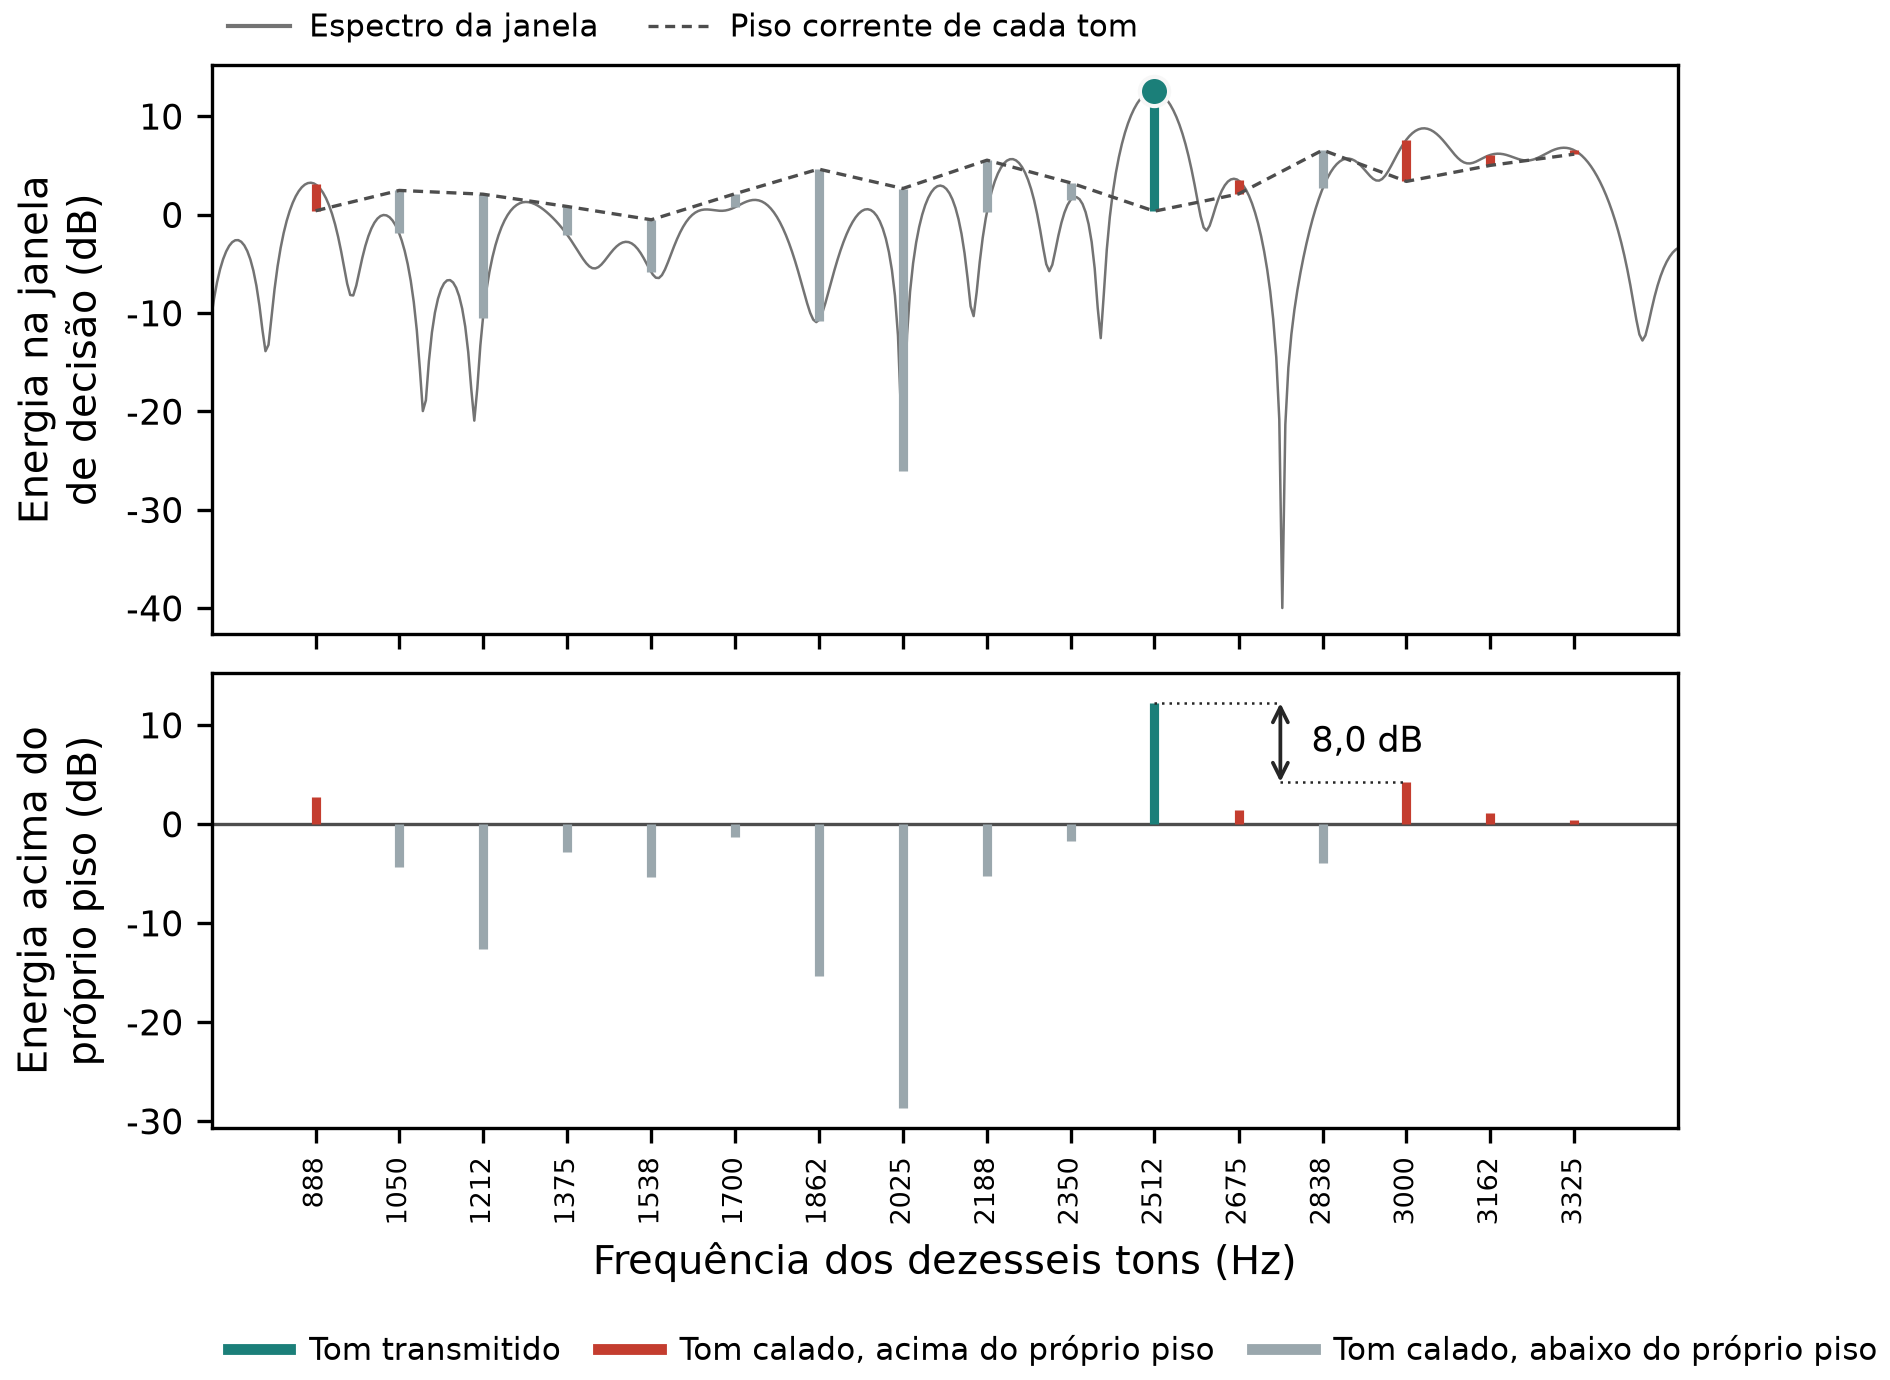 Espectro da janela
Piso corrente de cada tom
Energia na janela
de decisão (dB)
10
0
-10
-20
-30
-40
Energia acima do
próprio piso (dB)
10
0
-10
-20
-30
8,0 dB
888
1050
1212
1375
1538
1700
1862
2025
2188
2350
2512
2675
2838
3000
3162
3325
Frequência dos dezesseis tons (Hz)
Tom transmitido
Tom calado, acima do próprio piso
Tom calado, abaixo do próprio piso